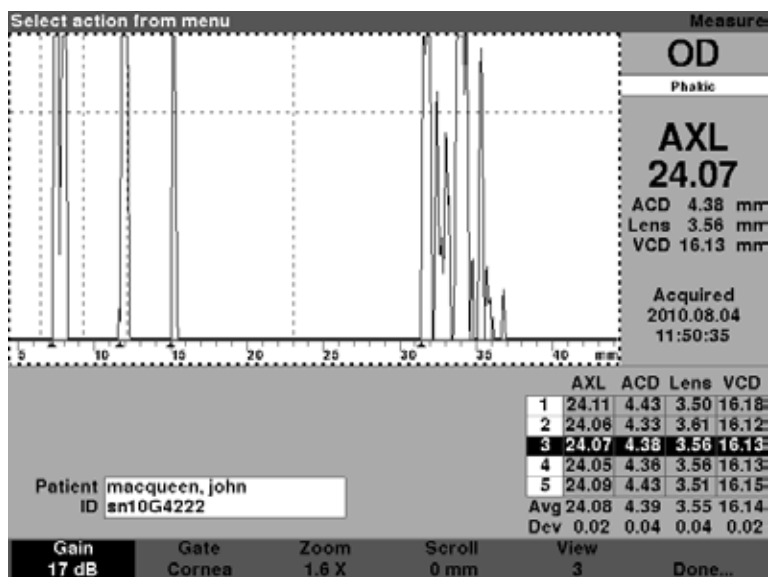 Select action from menu Measure
OD
Phakic
AXL
24.07
ACD 4.38 mm
Lens 3.56 mm
VCD 16.13 mm
Acquired
2010.08.04
11:50:35
5 10 15 20 25 30 35 40 mm
AXL ACD Lens VCD
1 24.11 4.43 3.50 16.18
2 24.06 4.33 3.61 16.12
3 24.07 4.38 3.56 16.13
4 24.05 4.36 3.56 16.13
5 24.09 4.43 3.51 16.15
Avg 24.08 4.39 3.55 16.14
Dev 0.02 0.04 0.04 0.02
Patient macqueen, john
ID sn10G4222
Gain Gate Zoom Scroll View
17 dB Cornea 1.6 X 0 mm 3 Done...